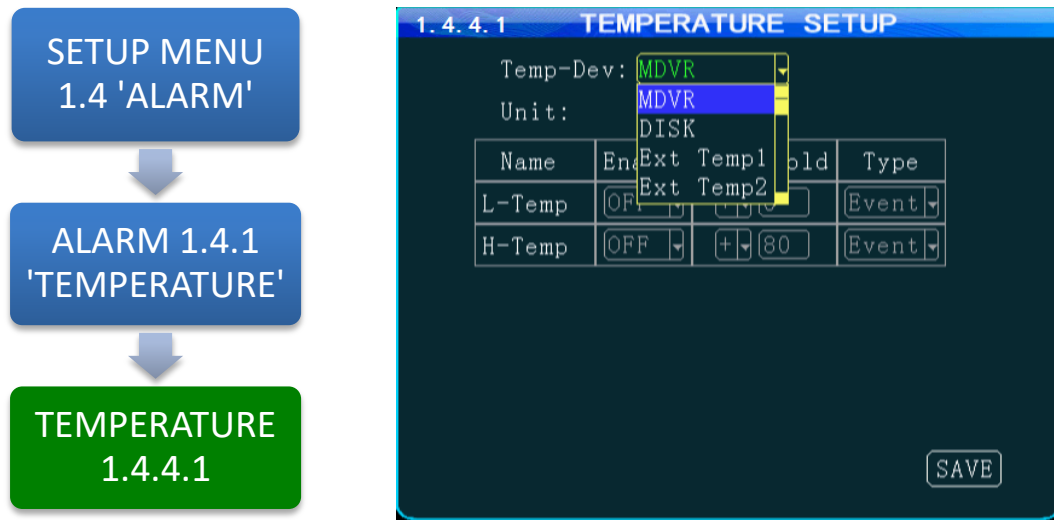 SETUP MENU
1.4 'ALARM'
ALARM 1.4.1
'TEMPERATURE'
TEMPERATURE
1.4.4.1
1.4.4.1 TEMPERATURE SETUP
Temp-Dev: MDVR
MDVR
DISK
Ext Temp1
Ext Temp2
Unit:
Name Type
L-Temp Event
H-Temp OFF + 80 Event
SAVE